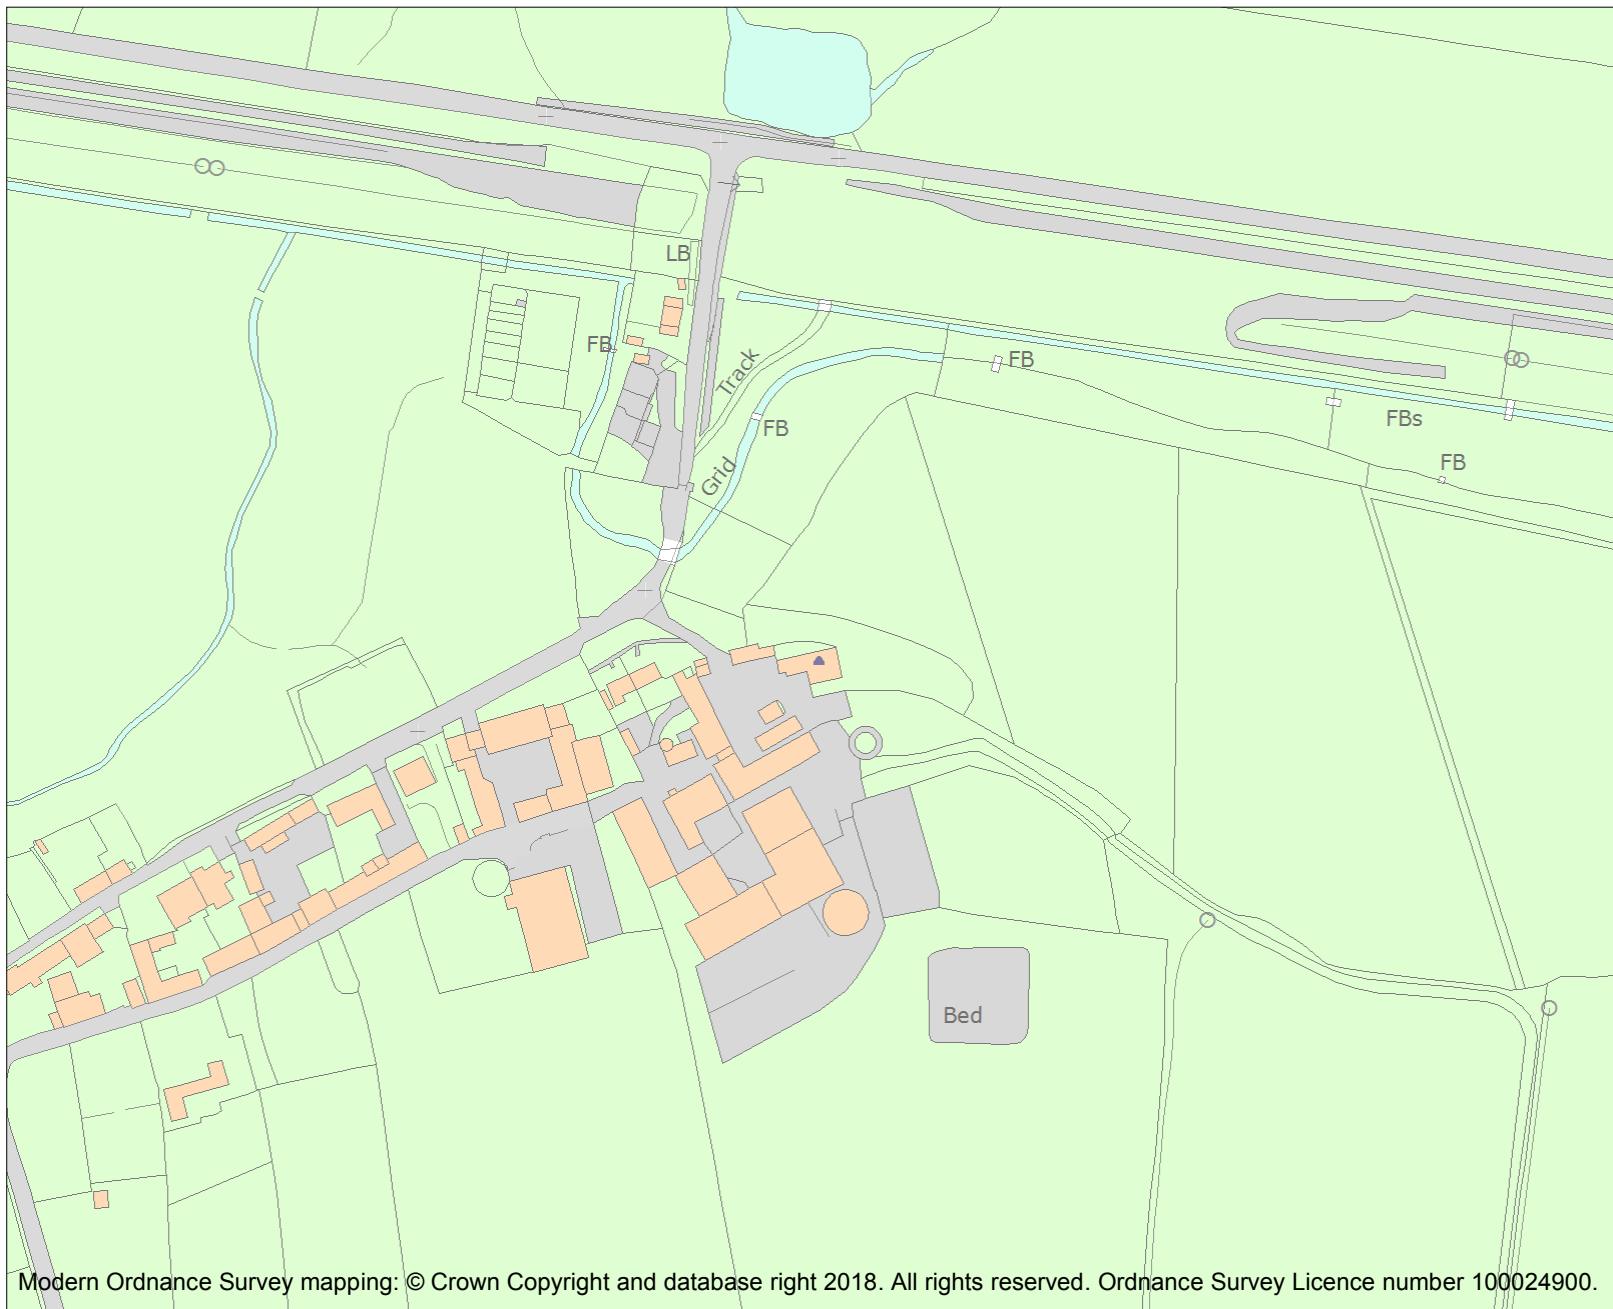 LB
FB
Track
FB
FB
FBs
Grid
FB
Bed
Modern Ordnance Survey mapping: © Crown Copyright and database right 2018. All rights reserved. Ordnance Survey Licence number 100024900.